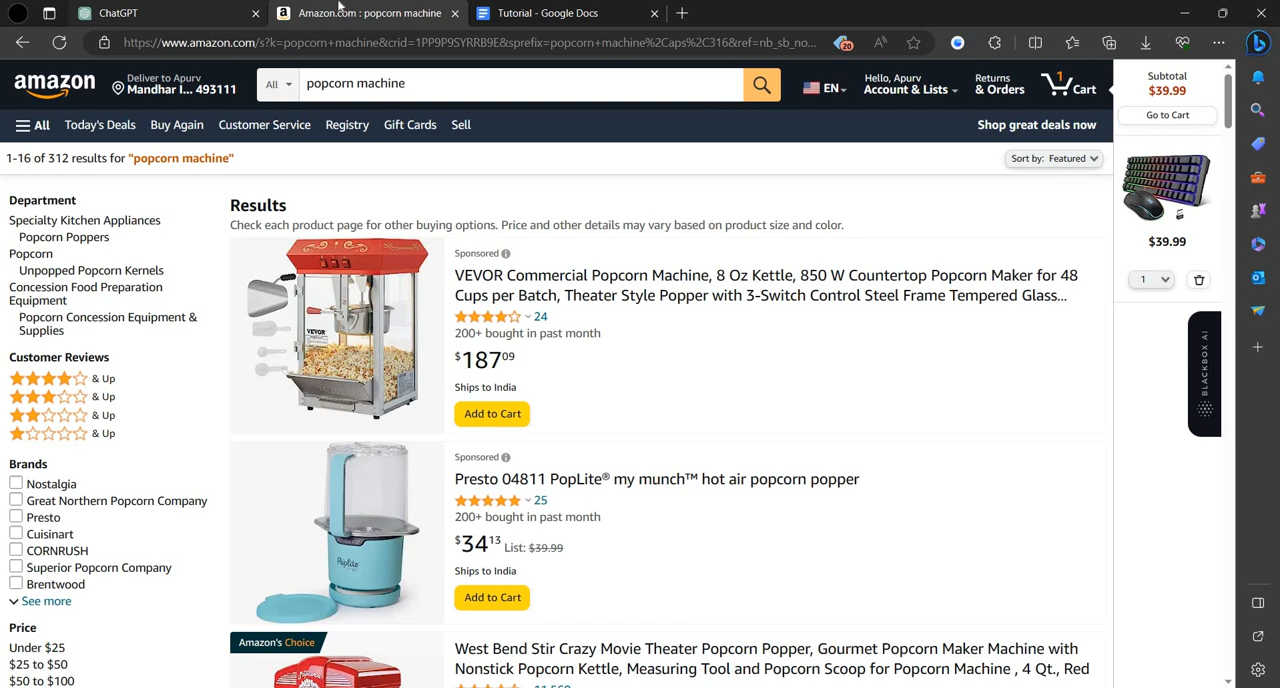 ChatGPT
Amazon.com : popcorn machine
Tutorial - Google Docs
https://www.amazon.com/s?k=popcorn+machine&crid=1PP9P9SYRRB9E&sprefix=popcorn+machine%2Caps%2C316&ref=nb_sb_no...
20
amazon
Deliver to Apurv
Mandhar I... 493111
All
popcorn machine
EN
Hello, Apurv
Account & Lists
Returns
& Orders
1
Cart
All
Today's Deals
Buy Again
Customer Service
Registry
Gift Cards
Sell
Shop great deals now
Subtotal
$39.99
Go to Cart
$39.99
1
BLACKBOX AI
1-16 of 312 results for "popcorn machine"
Sort by: Featured
Department
Specialty Kitchen Appliances
Popcorn Poppers
Popcorn
Unpopped Popcorn Kernels
Concession Food Preparation
Equipment
Popcorn Concession Equipment &
Supplies
Customer Reviews
& Up
& Up
& Up
& Up
Brands
Nostalgia
Great Northern Popcorn Company
Presto
Cuisinart
CORNRUSH
Superior Popcorn Company
Brentwood
See more
Price
Under $25
$25 to $50
$50 to $100
Results
Check each product page for other buying options. Price and other details may vary based on product size and color.
VEVOR
Sponsored
VEVOR Commercial Popcorn Machine, 8 Oz Kettle, 850 W Countertop Popcorn Maker for 48
Cups per Batch, Theater Style Popper with 3-Switch Control Steel Frame Tempered Glass...
24
200+ bought in past month
$187.09
Ships to India
Add to Cart
Poplite
Sponsored
Presto 04811 PopLite® my munch™ hot air popcorn popper
25
200+ bought in past month
$34.13 List: $39.99
Ships to India
Add to Cart
Amazon's Choice
West Bend Stir Crazy Movie Theater Popcorn Popper, Gourmet Popcorn Maker Machine with
Nonstick Popcorn Kettle, Measuring Tool and Popcorn Scoop for Popcorn Machine , 4 Qt., Red